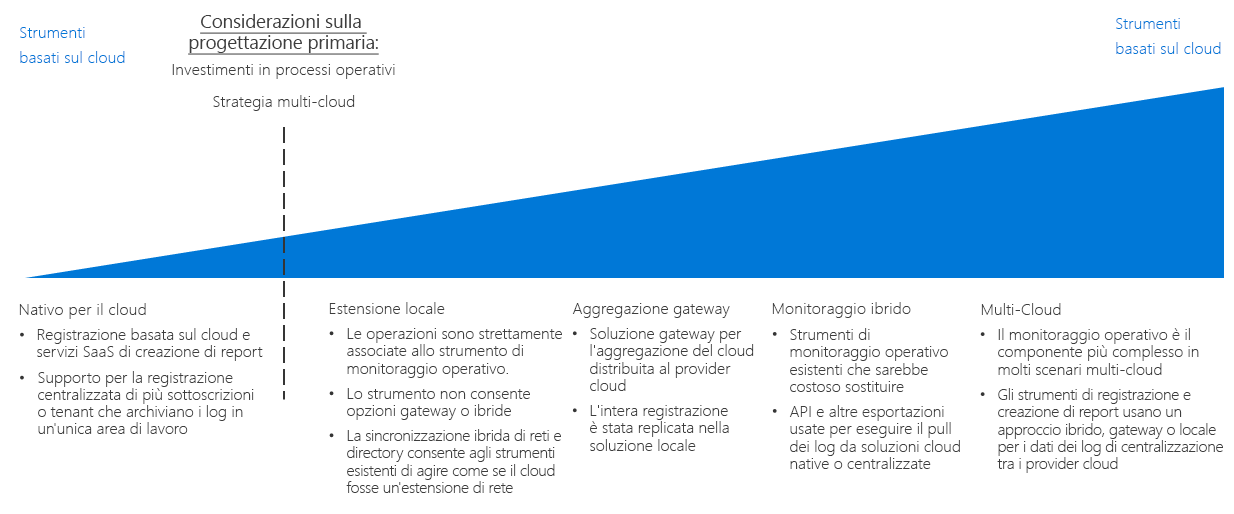 Strumenti
basati sul cloud
Considerazioni sulla
progettazione primaria:
Investimenti in processi operativi
Strategia multi-cloud
Strumenti
basati sul cloud
Nativo per il cloud
• Registrazione basata sul cloud e
servizi SaaS di creazione di report
• Supporto per la registrazione
centralizzata di più sottoscrizioni
o tenant che archiviano i log in
un'unica area di lavoro
Estensione locale
• Le operazioni sono strettamente
associate allo strumento di
monitoraggio operativo.
• Lo strumento non consente
opzioni gateway o ibride
• La sincronizzazione ibrida di reti e
directory consente agli strumenti
esistenti di agire come se il cloud
fosse un'estensione di rete
Aggregazione gateway
• Soluzione gateway per
l'aggregazione del cloud
distribuita al provider
cloud
• L'intera registrazione
è stata replicata nella
soluzione locale
Monitoraggio ibrido
• Strumenti di
monitoraggio operativo
esistenti che sarebbe
costoso sostituire
• API e altre esportazioni
usate per eseguire il pull
dei log da soluzioni cloud
native o centralizzate
Multi-Cloud
• Il monitoraggio operativo è il
componente più complesso in
molti scenari multi-cloud
• Gli strumenti di registrazione e
creazione di report usano un
approccio ibrido, gateway o locale
per i dati dei log di centralizzazione
tra i provider cloud